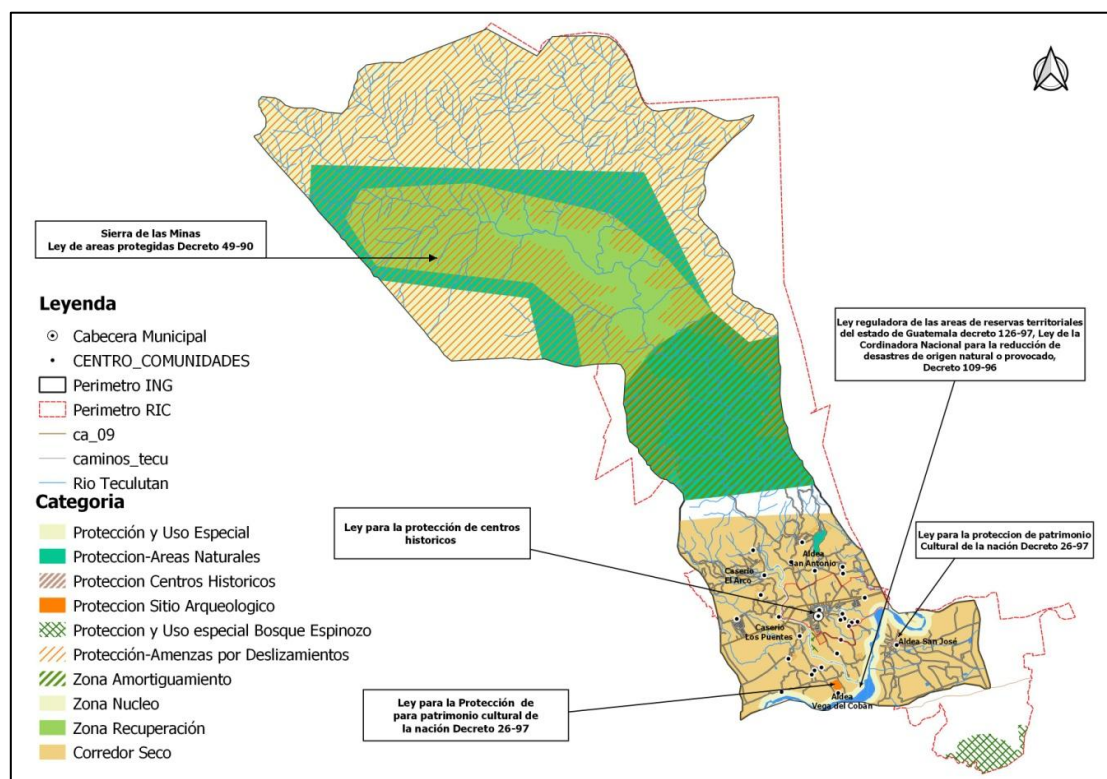 Sierra de las Minas
Ley de areas protegidas Decreto 49-90
Leyenda
Cabecera Municipal
CENTRO_COMUNIDADES
Perimetro ING
Perimetro RIC
ca_09
caminos_tecu
Rio Teculutan
Categoria
Protección y Uso Especial
Proteccion-Areas Naturales
Proteccion Centros Historicos
Proteccion Sitio Arqueologico
Proteccion y Uso especial Bosque Espinozo
Protección-Amenzas por Deslizamientos
Zona Amortiguamiento
Zona Nucleo
Zona Recuperación
Corredor Seco
Ley reguladora de las areas de reservas territoriales
del estado de Guatemala decreto 126-97, Ley de la
Cordinadora Nacional para la reducción de
desastres de origen natural o provocado,
Decreto 109-96
Ley para la protección de centros
historicos
Ley para la proteccion de patrimonio
Cultural de la nación Decreto 26-97
Ley para la Protección de
para patrimonio cultural de
la nación Decreto 26-97
Aldea
San Antonio
Caserio
El Arco
Caserio
Los Puentes
Aldea San José
Aldea
Vega del Cobán